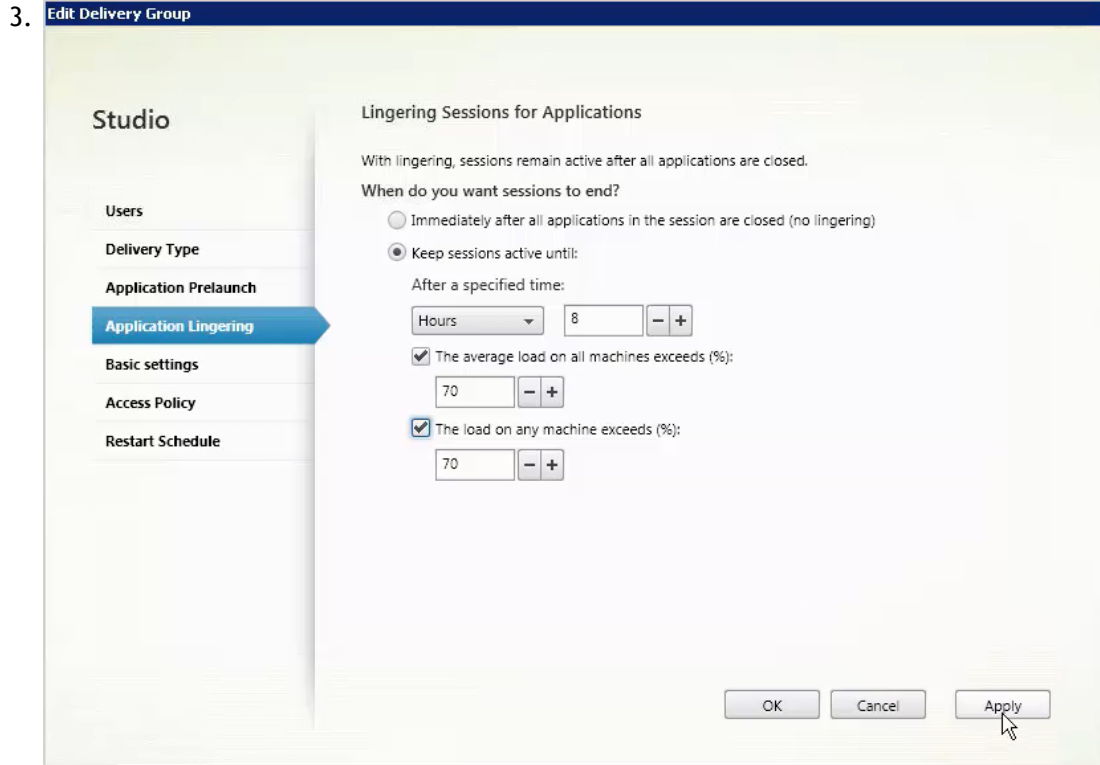 3.
Edit Delivery Group
Studio
Users
Delivery Type
Application Prelaunch
Application Lingering
Basic settings
Access Policy
Restart Schedule
Lingering Sessions for Applications
With lingering, sessions remain active after all applications are closed.
When do you want sessions to end?
Immediately after all applications in the session are closed (no lingering)
Keep sessions active until:
After a specified time:
Hours 8 − +
The average load on all machines exceeds (%):
70 − +
The load on any machine exceeds (%):
70 − +
OK Cancel Apply